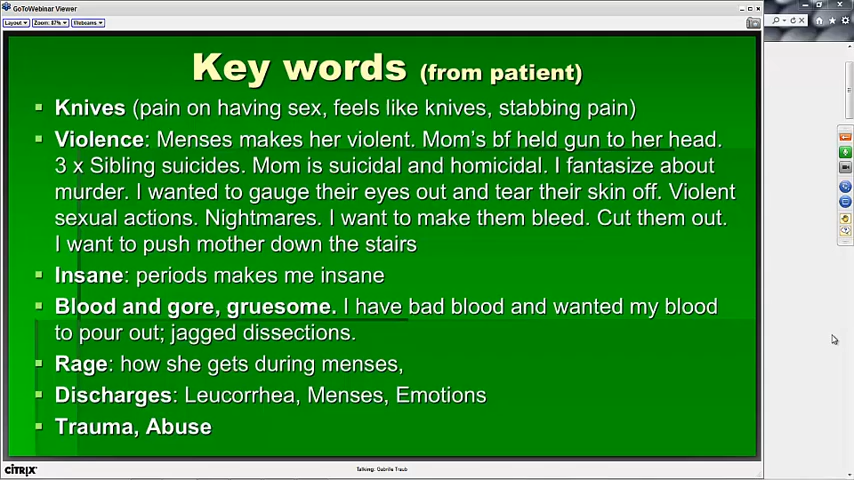 GoToWebinar Viewer
Layout
Zoom: 87%
Webcams
Key words (from patient)
Knives (pain on having sex, feels like knives, stabbing pain)
Violence: Menses makes her violent. Mom's bf held gun to her head.
3 x Sibling suicides. Mom is suicidal and homicidal. I fantasize about
murder. I wanted to gauge their eyes out and tear their skin off. Violent
sexual actions. Nightmares. I want to make them bleed. Cut them out.
I want to push mother down the stairs
Insane: periods makes me insane
Blood and gore, gruesome. I have bad blood and wanted my blood
to pour out; jagged dissections.
Rage: how she gets during menses,
Discharges: Leucorrhea, Menses, Emotions
Trauma, Abuse
CITRIX
Talking: Gabrille Traub